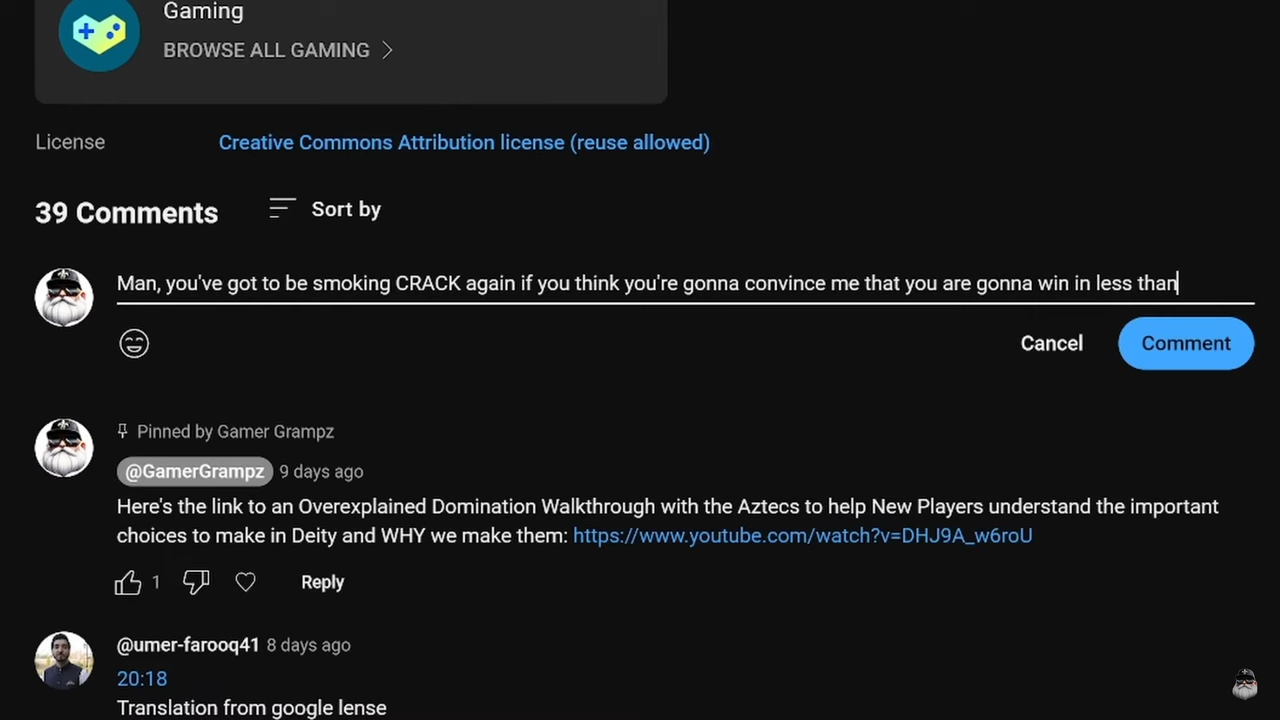 Gaming
BROWSE ALL GAMING
License
Creative Commons Attribution license (reuse allowed)
39 Comments
Sort by
Man, you've got to be smoking CRACK again if you think you're gonna convince me that you are gonna win in less than
Cancel
Comment
Pinned by Gamer Grampz
@GamerGrampz 9 days ago
Here's the link to an Overexplained Domination Walkthrough with the Aztecs to help New Players understand the important
choices to make in Deity and WHY we make them: https://www.youtube.com/watch?v=DHJ9A_w6roU
1
Reply
@umer-farooq41 8 days ago
20:18
Translation from google lense